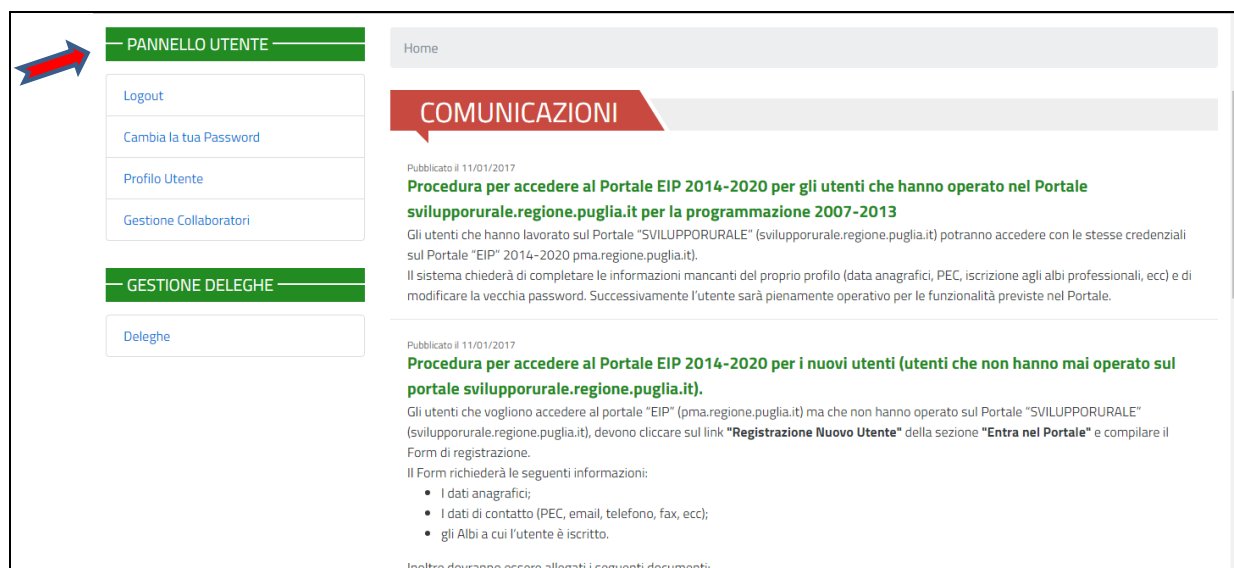 PANNELLO UTENTE
Logout
Cambia la tua Password
Profilo Utente
Gestione Collaboratori
GESTIONE DELEGHE
Deleghe
Home
COMUNICAZIONI
Pubblicato il 11/01/2017
Procedura per accedere al Portale EIP 2014-2020 per gli utenti che hanno operato nel Portale
svilupporurale.regione.puglia.it per la programmazione 2007-2013
Gli utenti che hanno lavorato sul Portale “SVILUPPORURALE” (svilupporurale.regione.puglia.it) potranno accedere con le stesse credenziali
sul Portale “EIP” 2014-2020 pma.regione.puglia.it).
Il sistema chiederà di completare le informazioni mancanti del proprio profilo (data anagrafici, PEC, iscrizione agli albi professionali, ecc) e di
modificare la vecchia password. Successivamente l’utente sarà pienamente operativo per le funzionalità previste nel Portale.
Pubblicato il 11/01/2017
Procedura per accedere al Portale EIP 2014-2020 per i nuovi utenti (utenti che non hanno mai operato sul
portale svilupporurale.regione.puglia.it).
Gli utenti che vogliono accedere al portale “EIP” (pma.regione.puglia.it) ma che non hanno operato sul Portale “SVILUPPORURALE”
(svilupporurale.regione.puglia.it), devono cliccare sul link "Registrazione Nuovo Utente" della sezione "Entra nel Portale" e compilare il
Form di registrazione.
Il Form richiederà le seguenti informazioni:
• I dati anagrafici;
• I dati di contatto (PEC, email, telefono, fax, ecc);
• gli Albi a cui l’utente è iscritto.
Inoltre dovranno essere allegati i seguenti documenti: